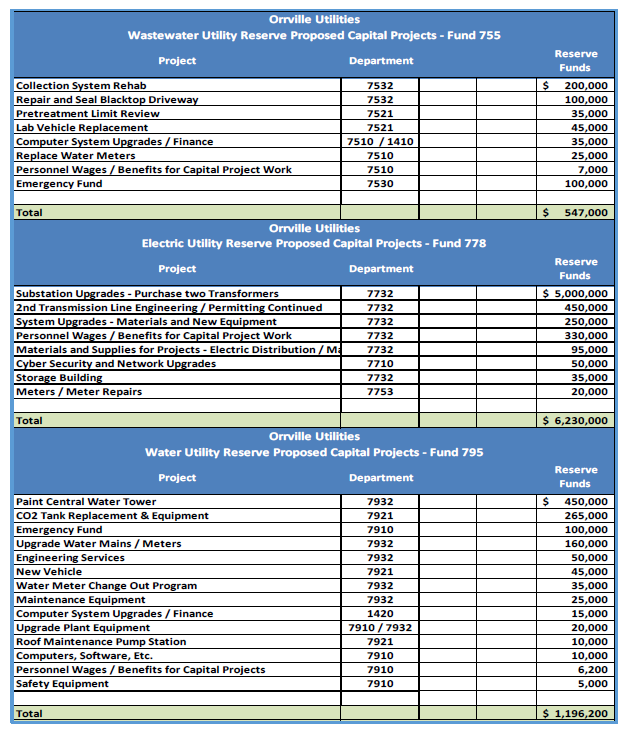 Orrville Utilities
Wastewater Utility Reserve Proposed Capital Projects - Fund 755
Project Department Reserve Funds
Collection System Rehab 7532 $ 200,000
Repair and Seal Blacktop Driveway 7532 100,000
Pretreatment Limit Review 7521 35,000
Lab Vehicle Replacement 7521 45,000
Computer System Upgrades / Finance 7510 / 1410 35,000
Replace Water Meters 7510 25,000
Personnel Wages / Benefits for Capital Project Work 7510 7,000
Emergency Fund 7530 100,000
Total $ 547,000
Orrville Utilities
Electric Utility Reserve Proposed Capital Projects - Fund 778
Project Department Reserve Funds
Substation Upgrades - Purchase two Transformers 7732 $ 5,000,000
2nd Transmission Line Engineering / Permitting Continued 7732 450,000
System Upgrades - Materials and New Equipment 7732 250,000
Personnel Wages / Benefits for Capital Project Work 7732 330,000
Materials and Supplies for Projects - Electric Distribution / Ma 7732 95,000
Cyber Security and Network Upgrades 7710 50,000
Storage Building 7732 35,000
Meters / Meter Repairs 7753 20,000
Total $ 6,230,000
Orrville Utilities
Water Utility Reserve Proposed Capital Projects - Fund 795
Project Department Reserve Funds
Paint Central Water Tower 7932 $ 450,000
CO2 Tank Replacement & Equipment 7921 265,000
Emergency Fund 7910 100,000
Upgrade Water Mains / Meters 7932 160,000
Engineering Services 7932 50,000
New Vehicle 7921 45,000
Water Meter Change Out Program 7932 35,000
Maintenance Equipment 7932 25,000
Computer System Upgrades / Finance 1420 15,000
Upgrade Plant Equipment 7910 / 7932 20,000
Roof Maintenance Pump Station 7921 10,000
Computers, Software, Etc. 7910 10,000
Personnel Wages / Benefits for Capital Projects 7910 6,200
Safety Equipment 7910 5,000
Total $ 1,196,200